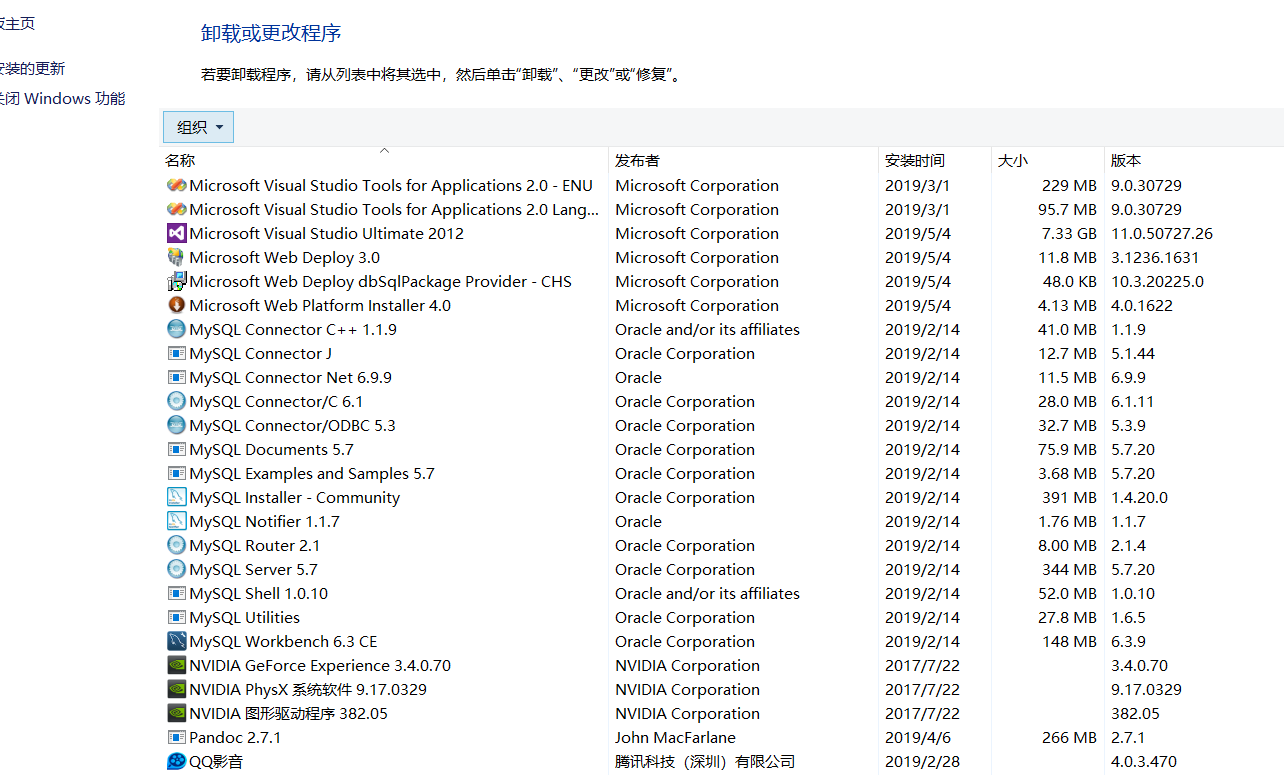 主页
安装的更新
关闭 Windows 功能
卸载或更改程序
若要卸载程序，请从列表中将其选中，然后单击“卸载”、“更改”或“修复”。
组织
名称 发布者 安装时间 大小 版本
Microsoft Visual Studio Tools for Applications 2.0 - ENU Microsoft Corporation 2019/3/1 229 MB 9.0.30729
Microsoft Visual Studio Tools for Applications 2.0 Lang... Microsoft Corporation 2019/3/1 95.7 MB 9.0.30729
Microsoft Visual Studio Ultimate 2012 Microsoft Corporation 2019/5/4 7.33 GB 11.0.50727.26
Microsoft Web Deploy 3.0 Microsoft Corporation 2019/5/4 11.8 MB 3.1236.1631
Microsoft Web Deploy dbSqlPackage Provider - CHS Microsoft Corporation 2019/5/4 48.0 KB 10.3.20225.0
Microsoft Web Platform Installer 4.0 Microsoft Corporation 2019/5/4 4.13 MB 4.0.1622
MySQL Connector C++ 1.1.9 Oracle and/or its affiliates 2019/2/14 41.0 MB 1.1.9
MySQL Connector J Oracle Corporation 2019/2/14 12.7 MB 5.1.44
MySQL Connector Net 6.9.9 Oracle 2019/2/14 11.5 MB 6.9.9
MySQL Connector/C 6.1 Oracle Corporation 2019/2/14 28.0 MB 6.1.11
MySQL Connector/ODBC 5.3 Oracle Corporation 2019/2/14 32.7 MB 5.3.9
MySQL Documents 5.7 Oracle Corporation 2019/2/14 75.9 MB 5.7.20
MySQL Examples and Samples 5.7 Oracle Corporation 2019/2/14 3.68 MB 5.7.20
MySQL Installer - Community Oracle Corporation 2019/2/14 391 MB 1.4.20.0
MySQL Notifier 1.1.7 Oracle 2019/2/14 1.76 MB 1.1.7
MySQL Router 2.1 Oracle Corporation 2019/2/14 8.00 MB 2.1.4
MySQL Server 5.7 Oracle Corporation 2019/2/14 344 MB 5.7.20
MySQL Shell 1.0.10 Oracle and/or its affiliates 2019/2/14 52.0 MB 1.0.10
MySQL Utilities Oracle Corporation 2019/2/14 27.8 MB 1.6.5
MySQL Workbench 6.3 CE Oracle Corporation 2019/2/14 148 MB 6.3.9
NVIDIA GeForce Experience 3.4.0.70 NVIDIA Corporation 2017/7/22 3.4.0.70
NVIDIA PhysX 系统软件 9.17.0329 NVIDIA Corporation 2017/7/22 9.17.0329
NVIDIA 图形驱动程序 382.05 NVIDIA Corporation 2017/7/22 382.05
Pandoc 2.7.1 John MacFarlane 2019/4/6 266 MB 2.7.1
QQ影音 腾讯科技（深圳）有限公司 2019/2/28 4.0.3.470